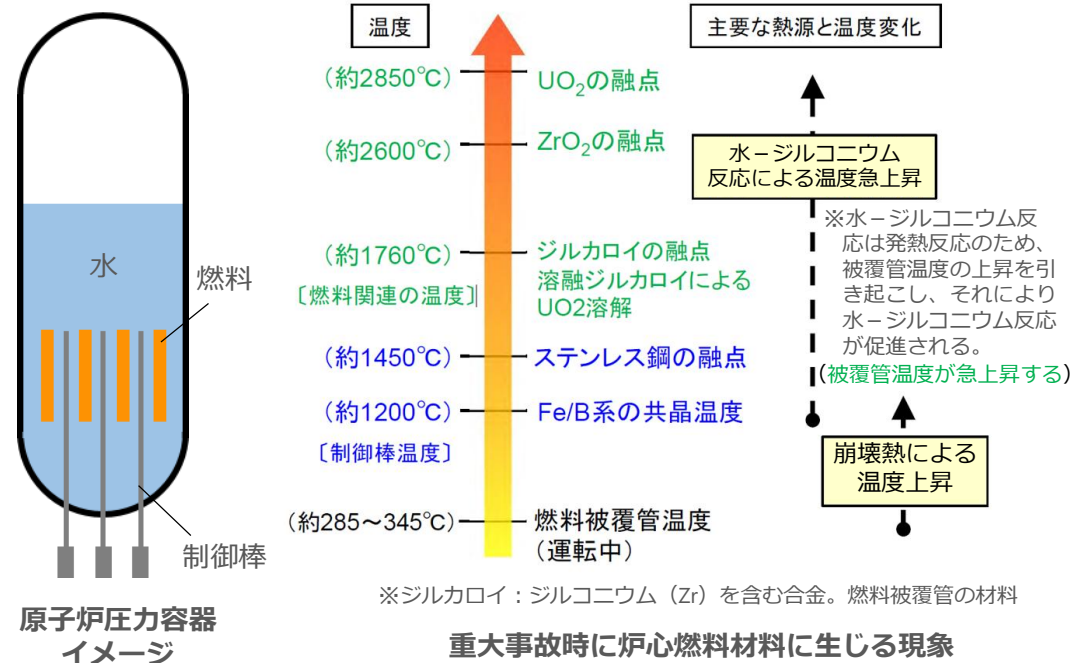 水
燃料
制御棒
原子炉圧力容器
イメージ
温度
(約2850℃)
UO₂の融点
(約2600℃)
ZrO₂の融点
(約1760℃)
ジルカロイの融点
〔燃料関連の温度〕
溶融ジルカロイによる
UO2溶解
(約1450℃)
ステンレス鋼の融点
(約1200℃)
Fe/B系の共晶温度
〔制御棒温度〕
(約285～345℃)
燃料被覆管温度
(運転中)
主要な熱源と温度変化
水－ジルコニウム
反応による温度急上昇
※水－ジルコニウム反
応は発熱反応のため、
被覆管温度の上昇を引
き起こし、それにより
水－ジルコニウム反応
が促進される。
(被覆管温度が急上昇する)
崩壊熱による
温度上昇
※ジルカロイ：ジルコニウム（Zr）を含む合金。燃料被覆管の材料
重大事故時に炉心燃料材料に生じる現象